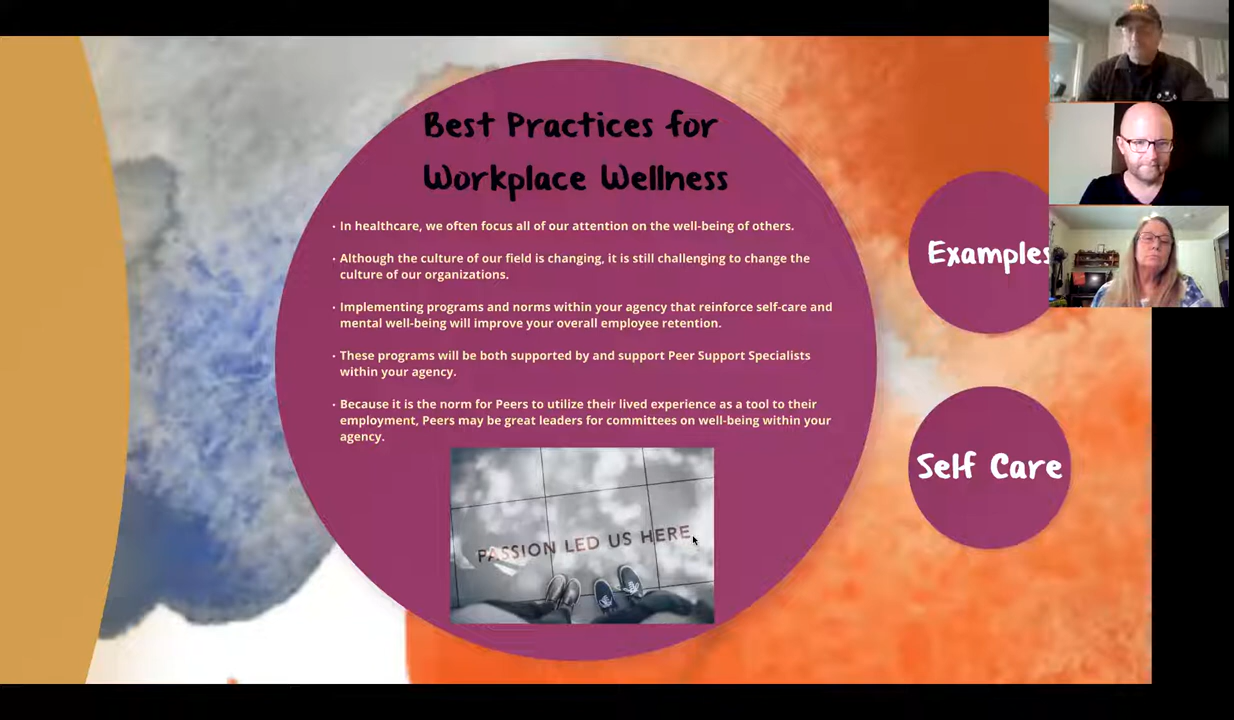 Best Practices for
Workplace Wellness
· In healthcare, we often focus all of our attention on the well-being of others.
· Although the culture of our field is changing, it is still challenging to change the
culture of our organizations.
· Implementing programs and norms within your agency that reinforce self-care and
mental well-being will improve your overall employee retention.
· These programs will be both supported by and support Peer Support Specialists
within your agency.
· Because it is the norm for Peers to utilize their lived experience as a tool to their
employment, Peers may be great leaders for committees on well-being within your
agency.
PASSION LED US HERE
Examples
Self Care